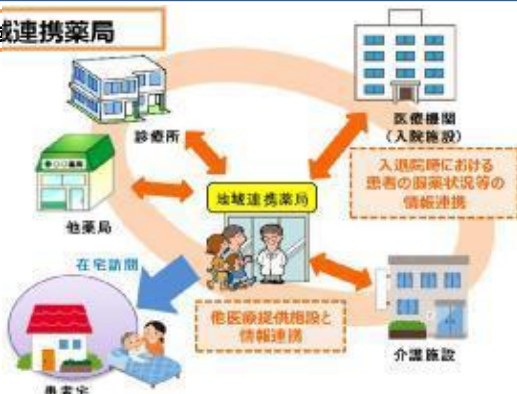 域連携薬局
診療所
医療機関
(入院施設)
入退院時における
患者の服薬状況等の
情報連携
他薬局
地域連携薬局
在宅訪問
他医療提供施設と
情報連携
介護施設
患者宅